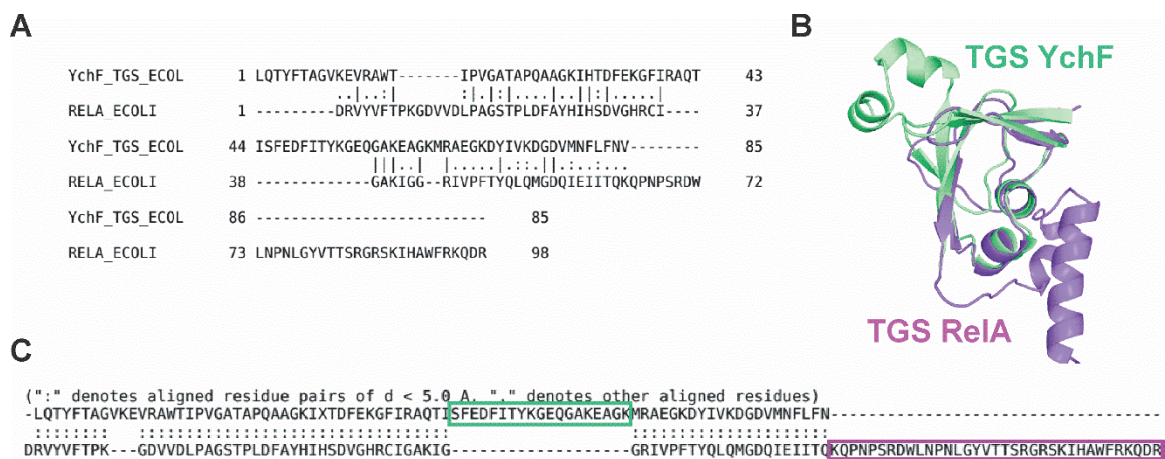 A
B
YchF_TGS_ECOL 1 LQTYFTAGVKEVRAWT-------IPVGATAPQAAGKIHTDFEKGFIRAQT 43
..|..:| :|.|:|....|..||:|.....|
RELA_ECOLI 1 ---------DRVYVFTPKGDVVDLPAGSTPLDFAYHIHSDVGHRCI---- 37
YchF_TGS_ECOL 44 ISFEDFITYKGEQGAKEAGKMRAEGKDYIVKDGDVMNFLFNV-------- 85
|||..| |.....|.::.||.:..:...
RELA_ECOLI 38 -------------GAKIGG--RIVPFTYQLQMGDQIEIITQKQPNPSRDW 72
YchF_TGS_ECOL 86 -------------------------- 85
RELA_ECOLI 73 LNPNLGYVTTSRGRSKIHAWFRKQDR 98
TGS YchF
TGS RelA
C
(":" denotes aligned residue pairs of d < 5.0 A, "." denotes other aligned residues)
-LQTYFTAGVKEVRAWTIPVGATAPQAAGKIXTDFEKGFIRAQTISFEDFITYKGEQGAKEAGKMRAEGKDYIVKDGDVMNFLFN----------------------------------
:::::::: :::::::::::::::::::::::::::::::: :::::::::::::::::::::
DRVYVFTPK---GDVVDLPAGSTPLDFAYHIHSDVGHRCIGAKIG-------------------GRIVPFTYQLQMGDQIEIITQKQPNPSRDWLNPNLGYVTTSRGRSKIHAWFRKQDR